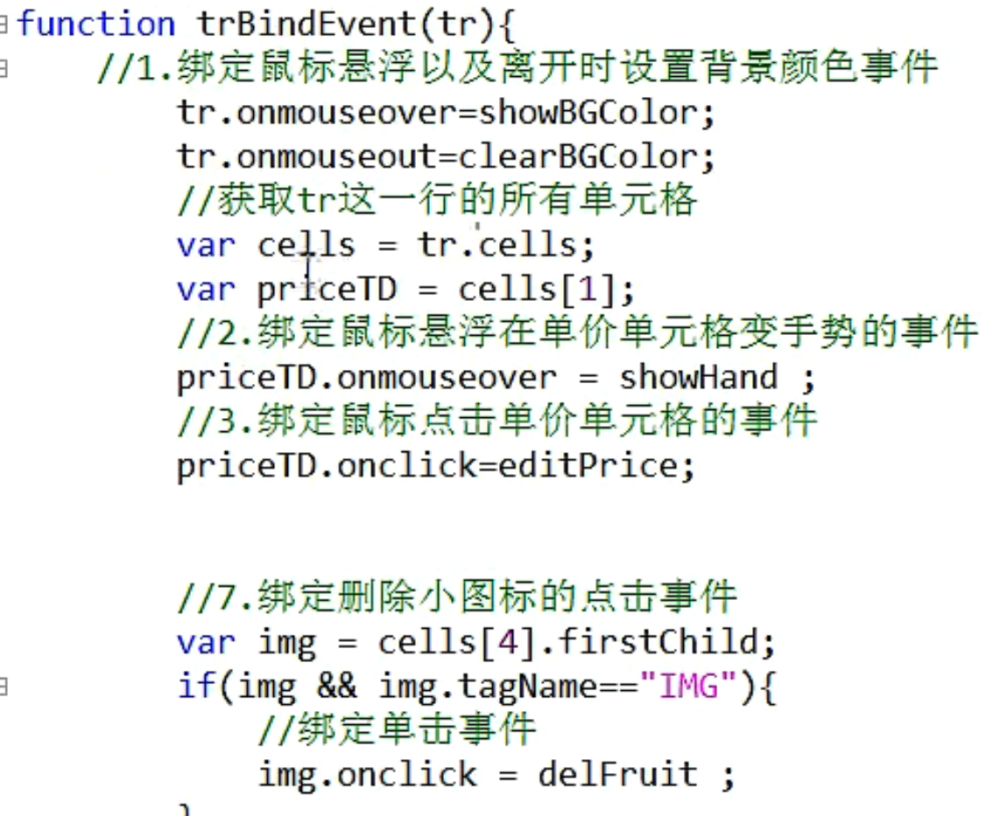 function trBindEvent(tr){
//1.绑定鼠标悬浮以及离开时设置背景颜色事件
tr.onmouseover=showBGColor;
tr.onmouseout=clearBGColor;
//获取tr这一行的所有单元格
var cells = tr.cells;
var priceTD = cells[1];
//2.绑定鼠标悬浮在单价单元格变手势的事件
priceTD.onmouseover = showHand ;
//3.绑定鼠标点击单价单元格的事件
priceTD.onclick=editPrice;
//7.绑定删除小图标的点击事件
var img = cells[4].firstChild;
if(img && img.tagName=="IMG"){
//绑定单击事件
img.onclick = delFruit ;
}